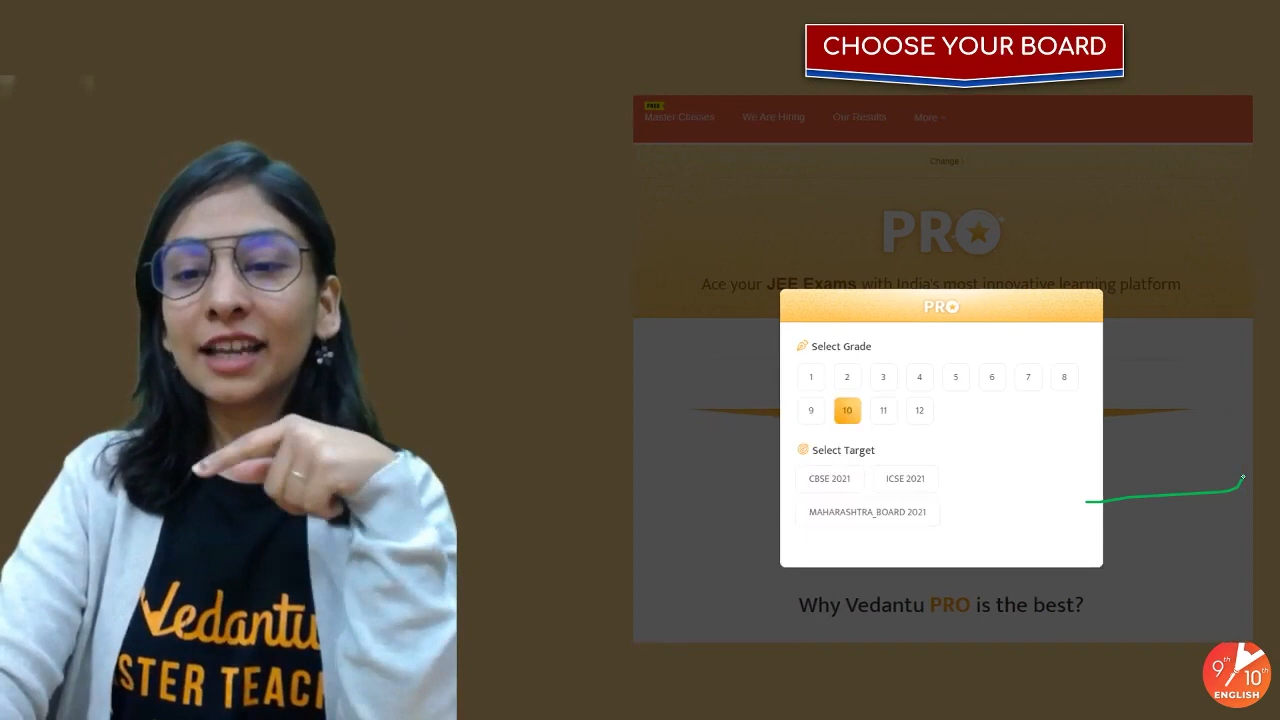 CHOOSE YOUR BOARD
FREE
Master Classes We Are Hiring Our Results More
Change
PRO
Ace your JEE Exams with India's most innovative learning platform
PRO
Select Grade
1 2 3 4 5 6 7 8
9 10 11 12
Select Target
CBSE 2021 ICSE 2021
MAHARASHTRA_BOARD 2021
Why Vedantu PRO is the best?
Vedantu
STER TEAC
9th 10th
ENGLISH